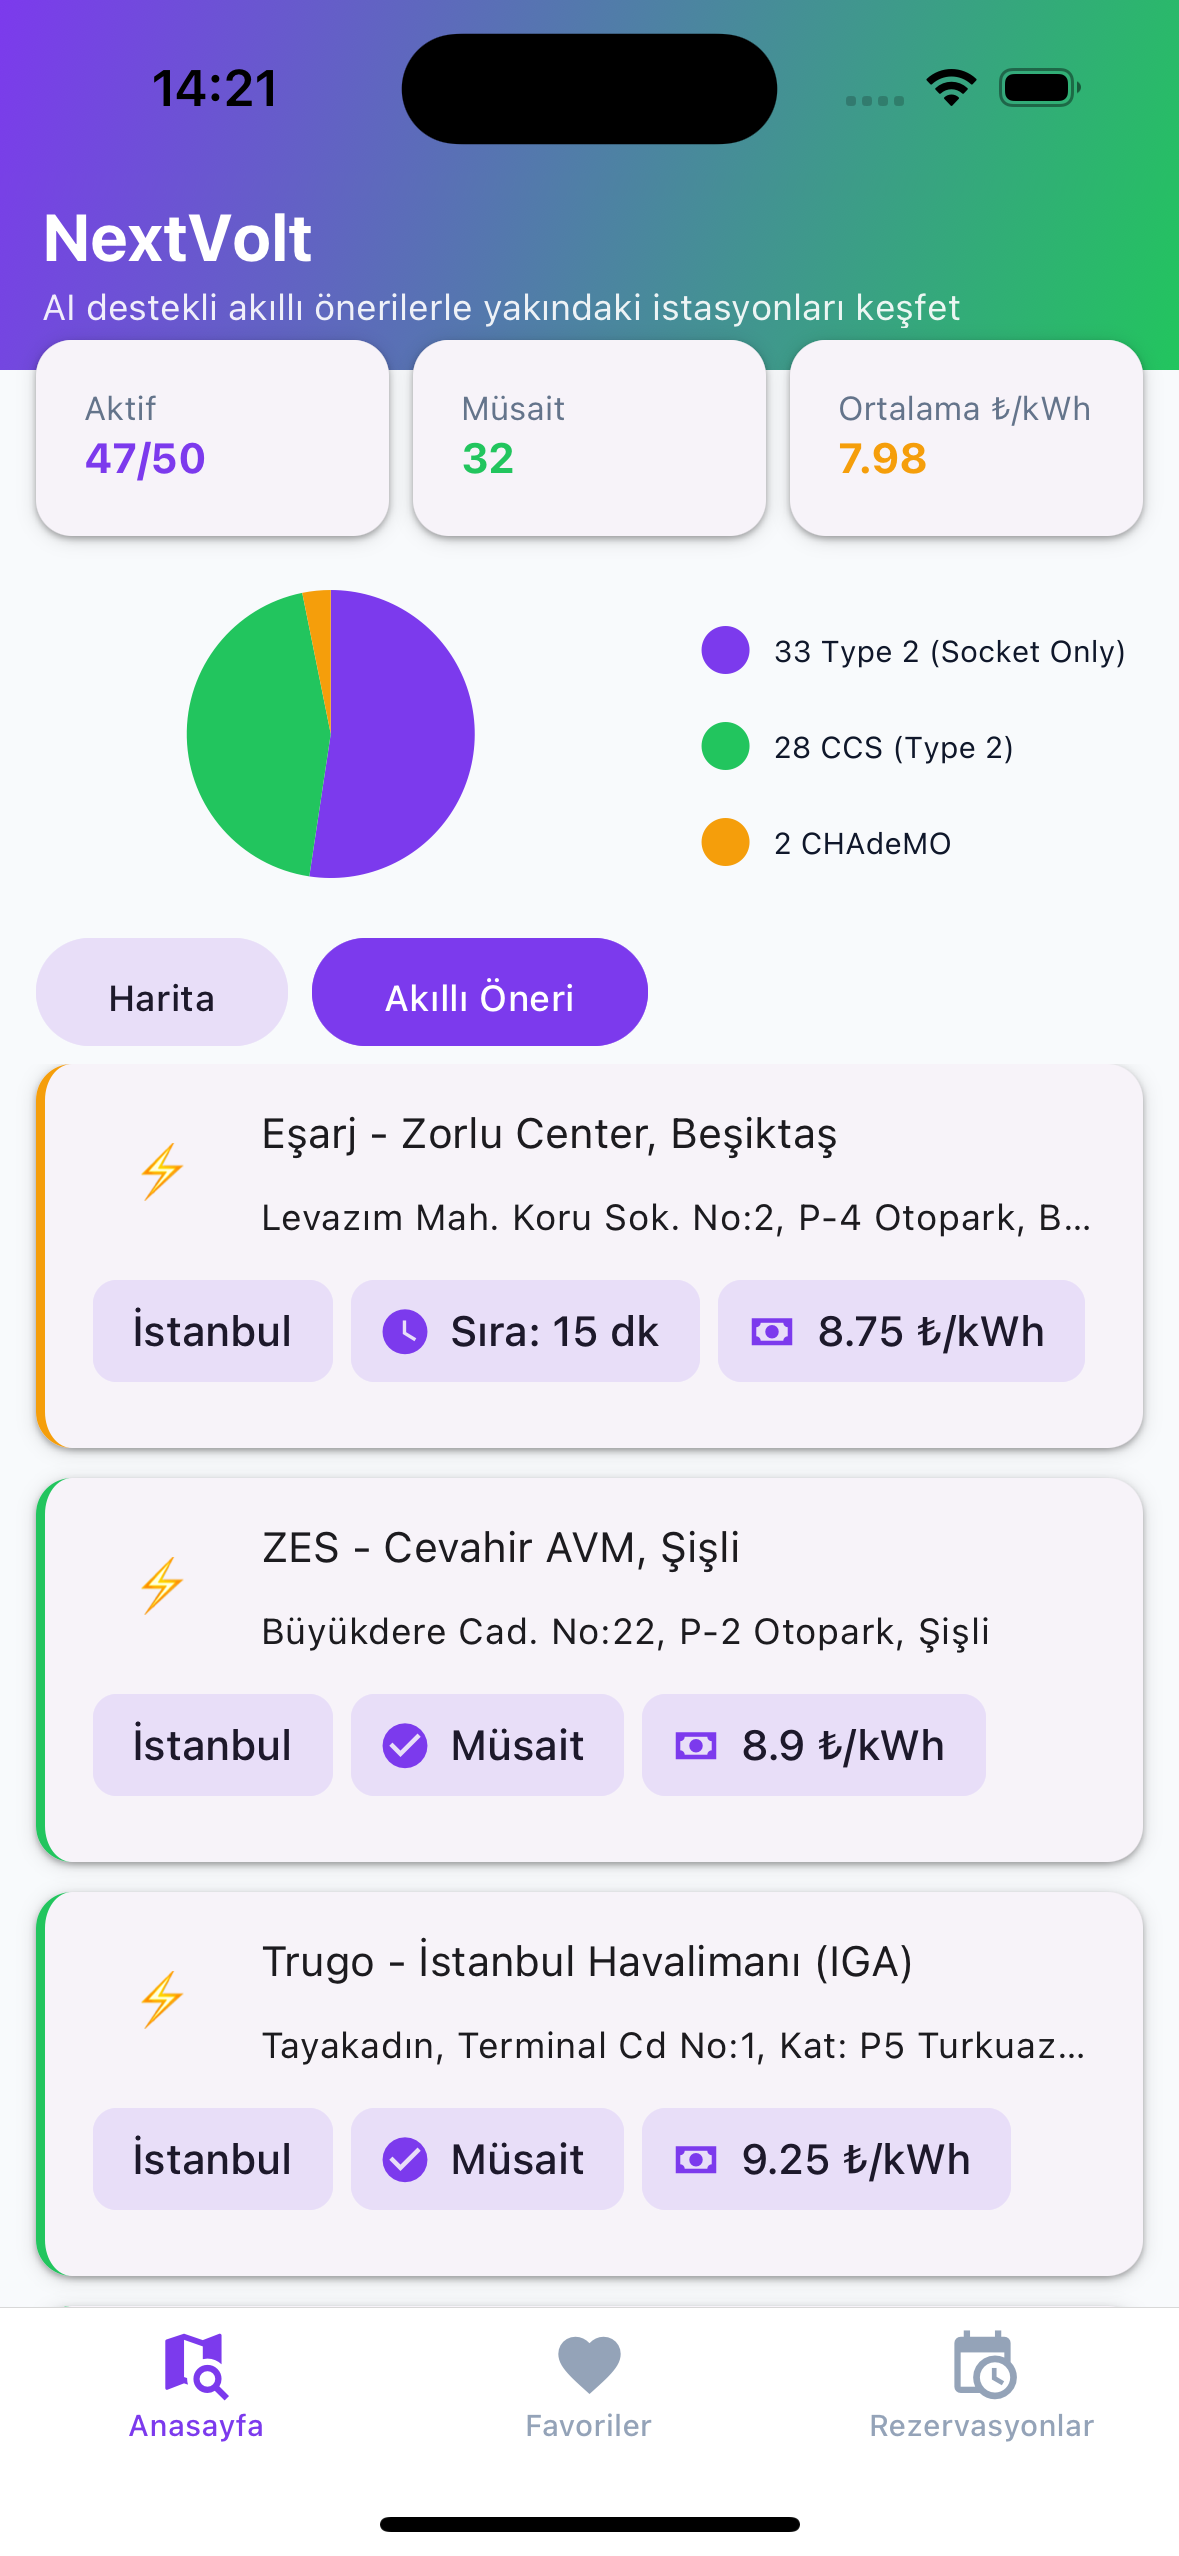 14:21
NextVolt
AI destekli akıllı önerilerle yakındaki istasyonları keşfet
Aktif
47/50
Müsait
32
Ortalama ₺/kWh
7.98
33 Type 2 (Socket Only)
28 CCS (Type 2)
2 CHAdeMO
Harita
Akıllı Öneri
Eşarj - Zorlu Center, Beşiktaş
Levazım Mah. Koru Sok. No:2, P-4 Otopark, B...
İstanbul
Sıra: 15 dk
8.75 ₺/kWh
ZES - Cevahir AVM, Şişli
Büyükdere Cad. No:22, P-2 Otopark, Şişli
İstanbul
Müsait
8.9 ₺/kWh
Trugo - İstanbul Havalimanı (IGA)
Tayakadın, Terminal Cd No:1, Kat: P5 Turkuaz...
İstanbul
Müsait
9.25 ₺/kWh
Anasayfa
Favoriler
Rezervasyonlar